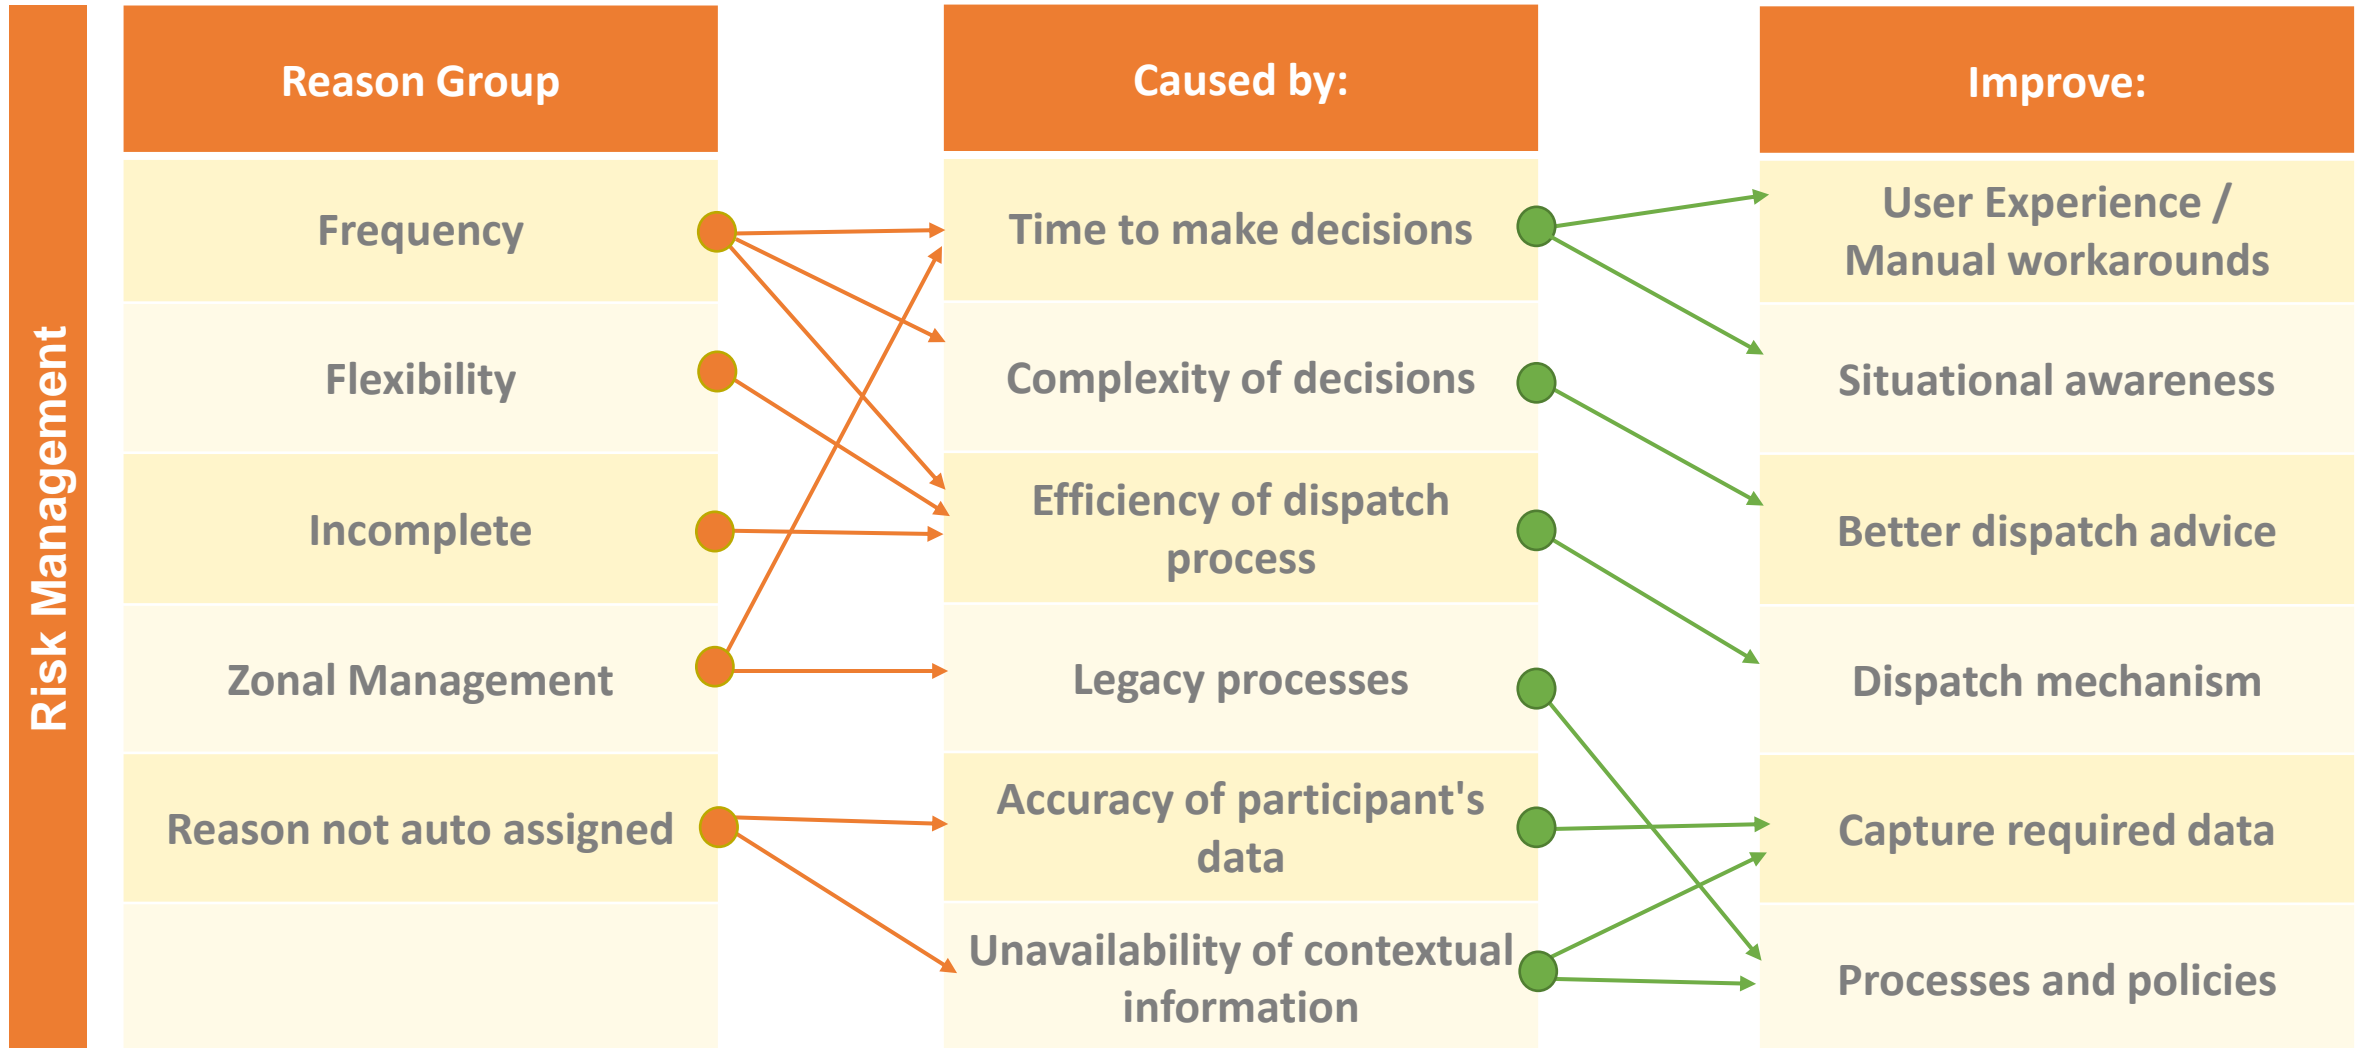 Risk Management
Reason Group
Caused by:
Improve:
Frequency
Time to make decisions
User Experience /
Manual workarounds
Flexibility
Complexity of decisions
Situational awareness
Incomplete
Efficiency of dispatch
process
Better dispatch advice
Zonal Management
Legacy processes
Dispatch mechanism
Reason not auto assigned
Accuracy of participant's
data
Capture required data
Unavailability of contextual
information
Processes and policies